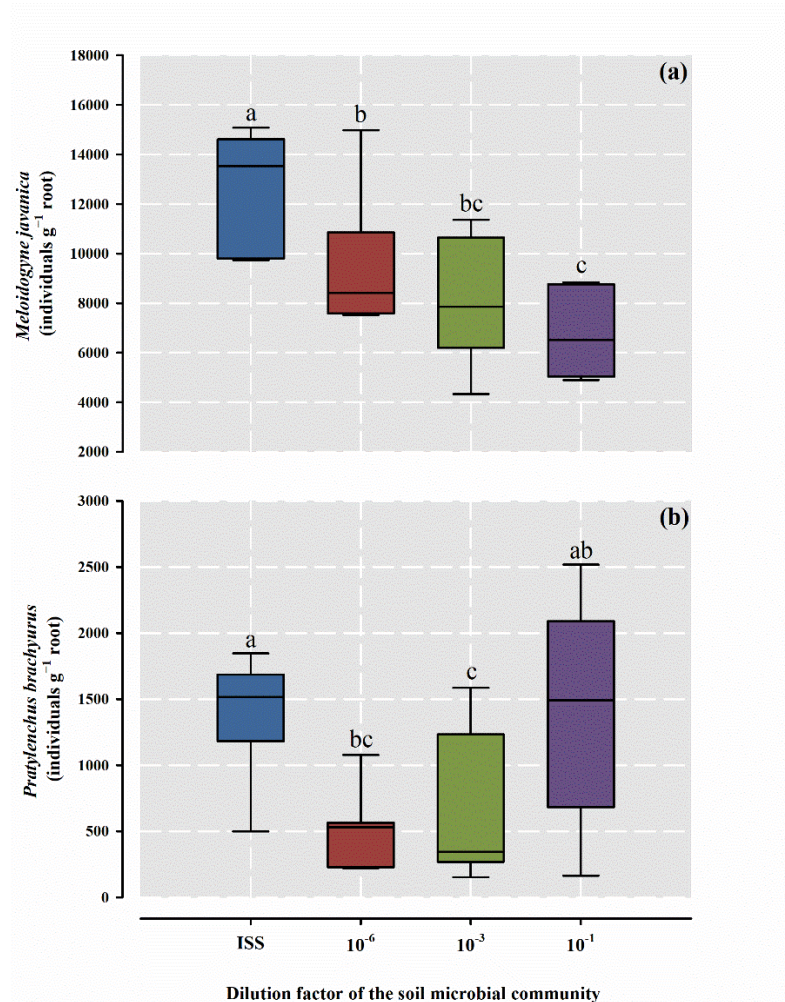 (a)
18000
16000
14000
12000
10000
8000
6000
4000
2000
Meloidogyne javanica
(individuals g⁻¹ root)
a
b
bc
c
(b)
3000
2500
2000
1500
1000
500
0
Pratylenchus brachyurus
(individuals g⁻¹ root)
a
bc
c
ab
ISS 10⁻⁶ 10⁻³ 10⁻¹
Dilution factor of the soil microbial community